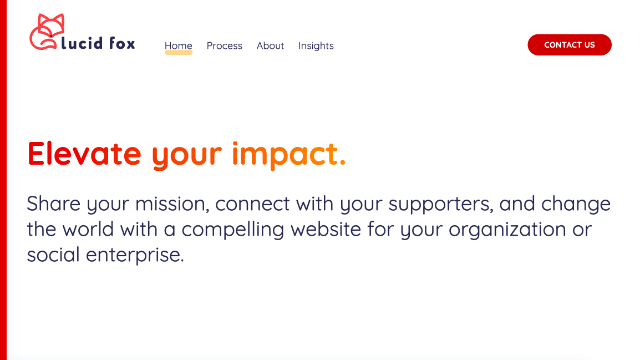 lucid fox
Home Process About Insights
CONTACT US
Elevate your impact.
Share your mission, connect with your supporters, and change
the world with a compelling website for your organization or
social enterprise.